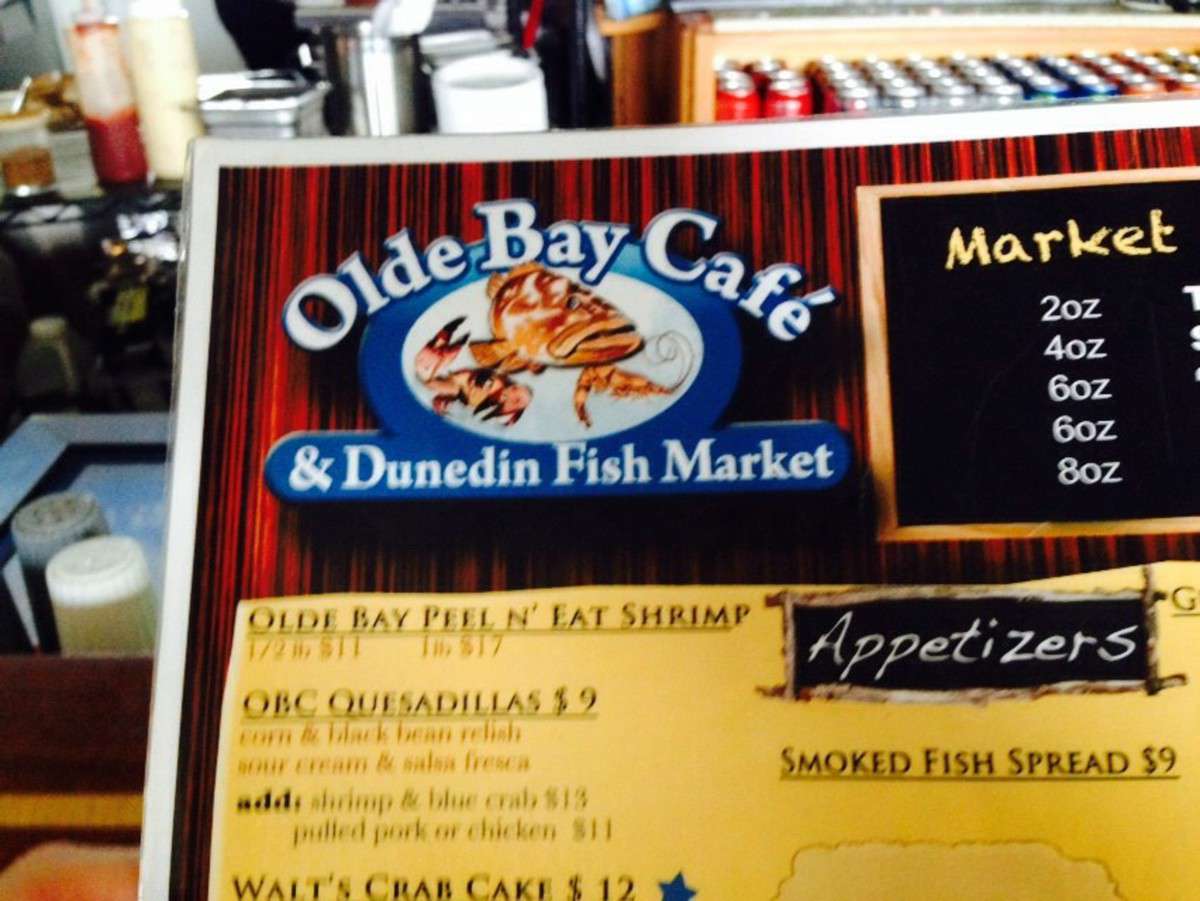 Olde Bay Café
& Dunedin Fish Market
Market
2oz
4oz
6oz
6oz
8oz
OLDE BAY PEEL N' EAT SHRIMP
1/2 lb $11 1 lb $17
OBC QUESADILLAS $ 9
corn & black bean relish
sour cream & salsa fresca
add: shrimp & blue crab $13
pulled pork or chicken $11
WALT'S CRAB CAKE $ 12
Appetizers
SMOKED FISH SPREAD $9